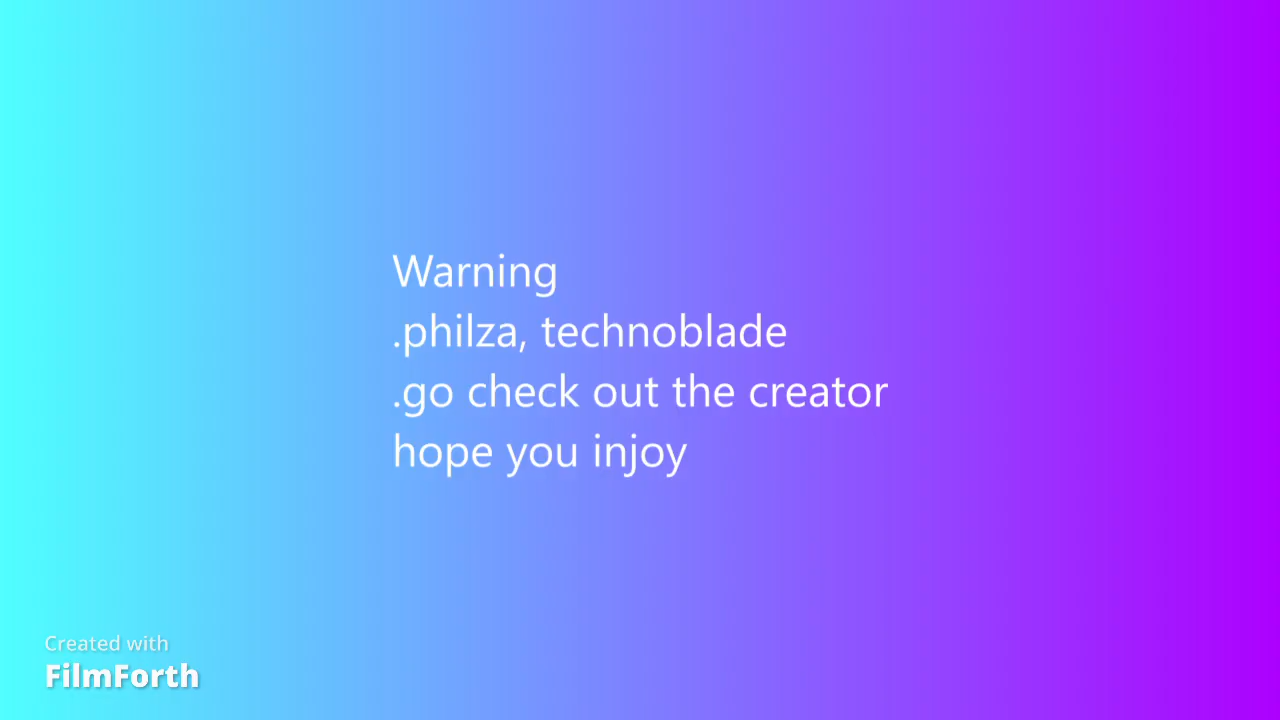 Warning
.philza, technoblade
.go check out the creator
hope you injoy
Created with
FilmForth